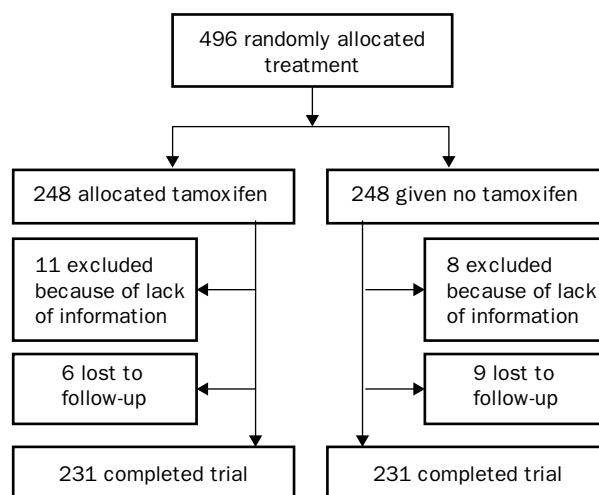 496 randomly allocated
treatment
248 allocated tamoxifen
248 given no tamoxifen
11 excluded
because of lack
of information
8 excluded
because of lack
of information
6 lost to
follow-up
9 lost to
follow-up
231 completed trial
231 completed trial